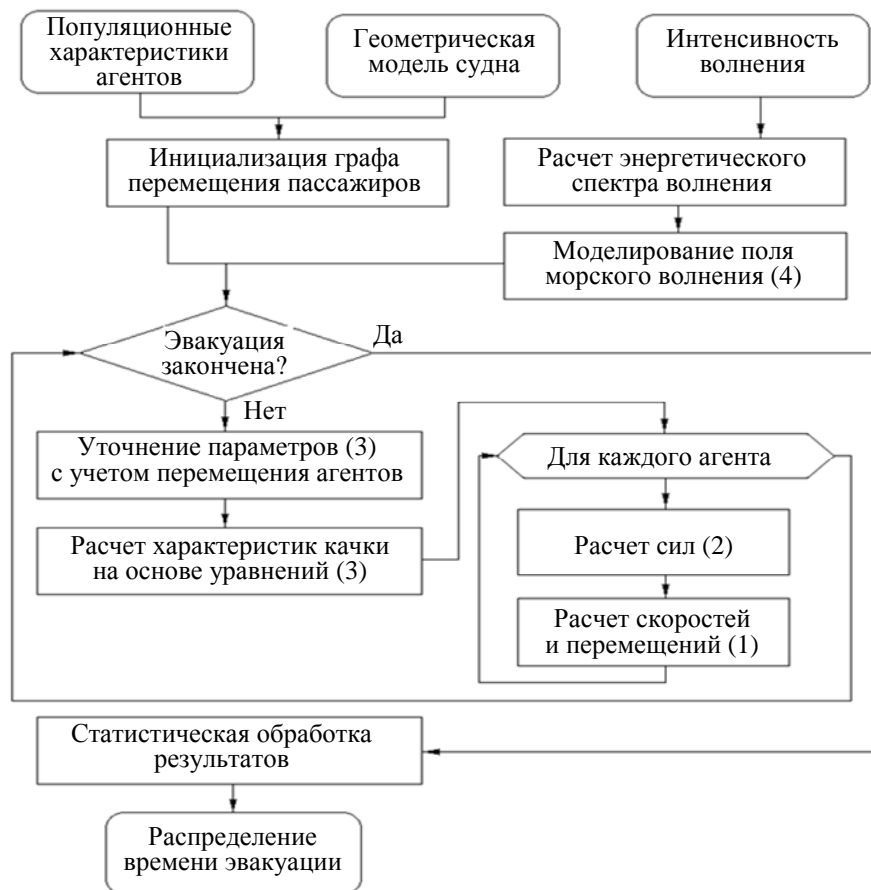 Популяционные
характеристики
агентов
Геометрическая
модель судна
Интенсивность
волнения
Инициализация графа
перемещения пассажиров
Расчет энергетического
спектра волнения
Моделирование поля
морского волнения (4)
Эвакуация
закончена?
Да
Нет
Уточнение параметров (3)
с учетом перемещения агентов
Расчет характеристик качки
на основе уравнений (3)
Для каждого агента
Расчет сил (2)
Расчет скоростей
и перемещений (1)
Статистическая обработка
результатов
Распределение
времени эвакуации